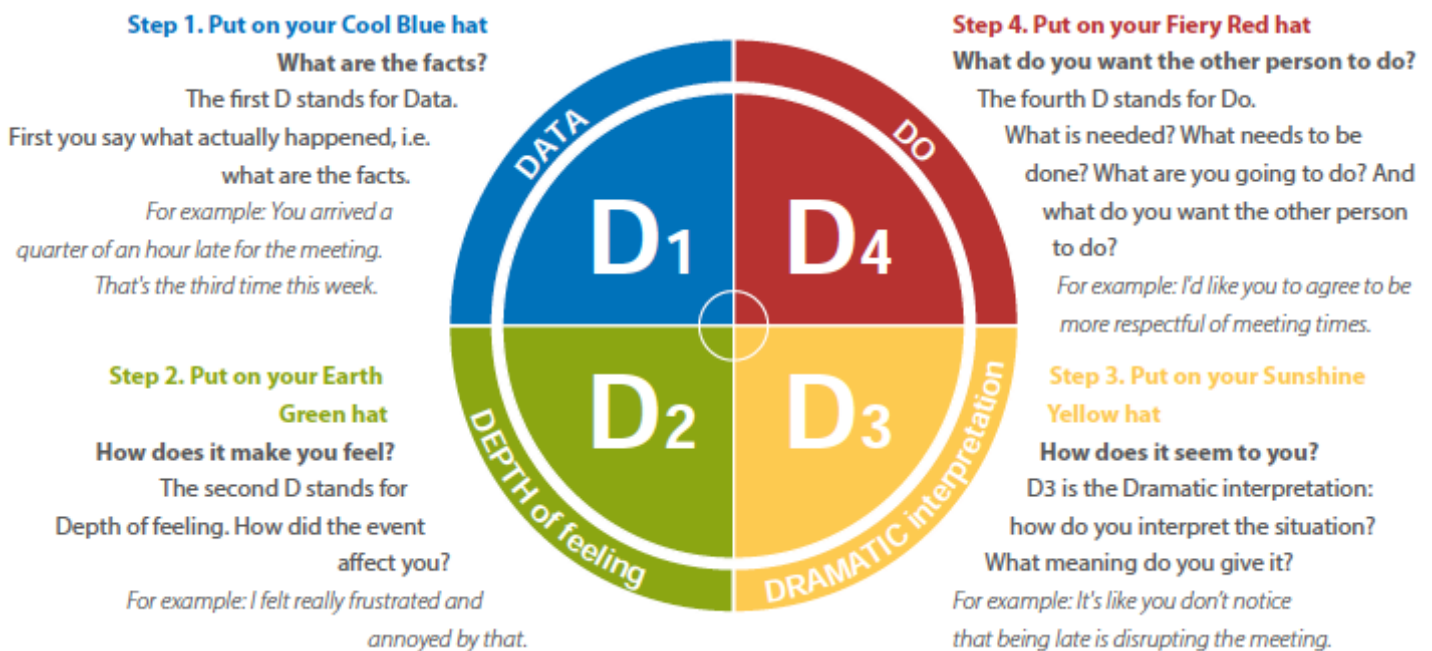 Step 1. Put on your Cool Blue hat
What are the facts?
The first D stands for Data.
First you say what actually happened, i.e.
what are the facts.
For example: You arrived a
quarter of an hour late for the meeting.
That's the third time this week.
Step 2. Put on your Earth
Green hat
How does it make you feel?
The second D stands for
Depth of feeling. How did the event
affect you?
For example: I felt really frustrated and
annoyed by that.
DATA
DO
D1
D4
D2
D3
DEPTH of feeling
DRAMATIC interpretation
Step 4. Put on your Fiery Red hat
What do you want the other person to do?
The fourth D stands for Do.
What is needed? What needs to be
done? What are you going to do? And
what do you want the other person
to do?
For example: I'd like you to agree to be
more respectful of meeting times.
Step 3. Put on your Sunshine
Yellow hat
How does it seem to you?
D3 is the Dramatic interpretation:
how do you interpret the situation?
What meaning do you give it?
For example: It's like you don't notice
that being late is disrupting the meeting.